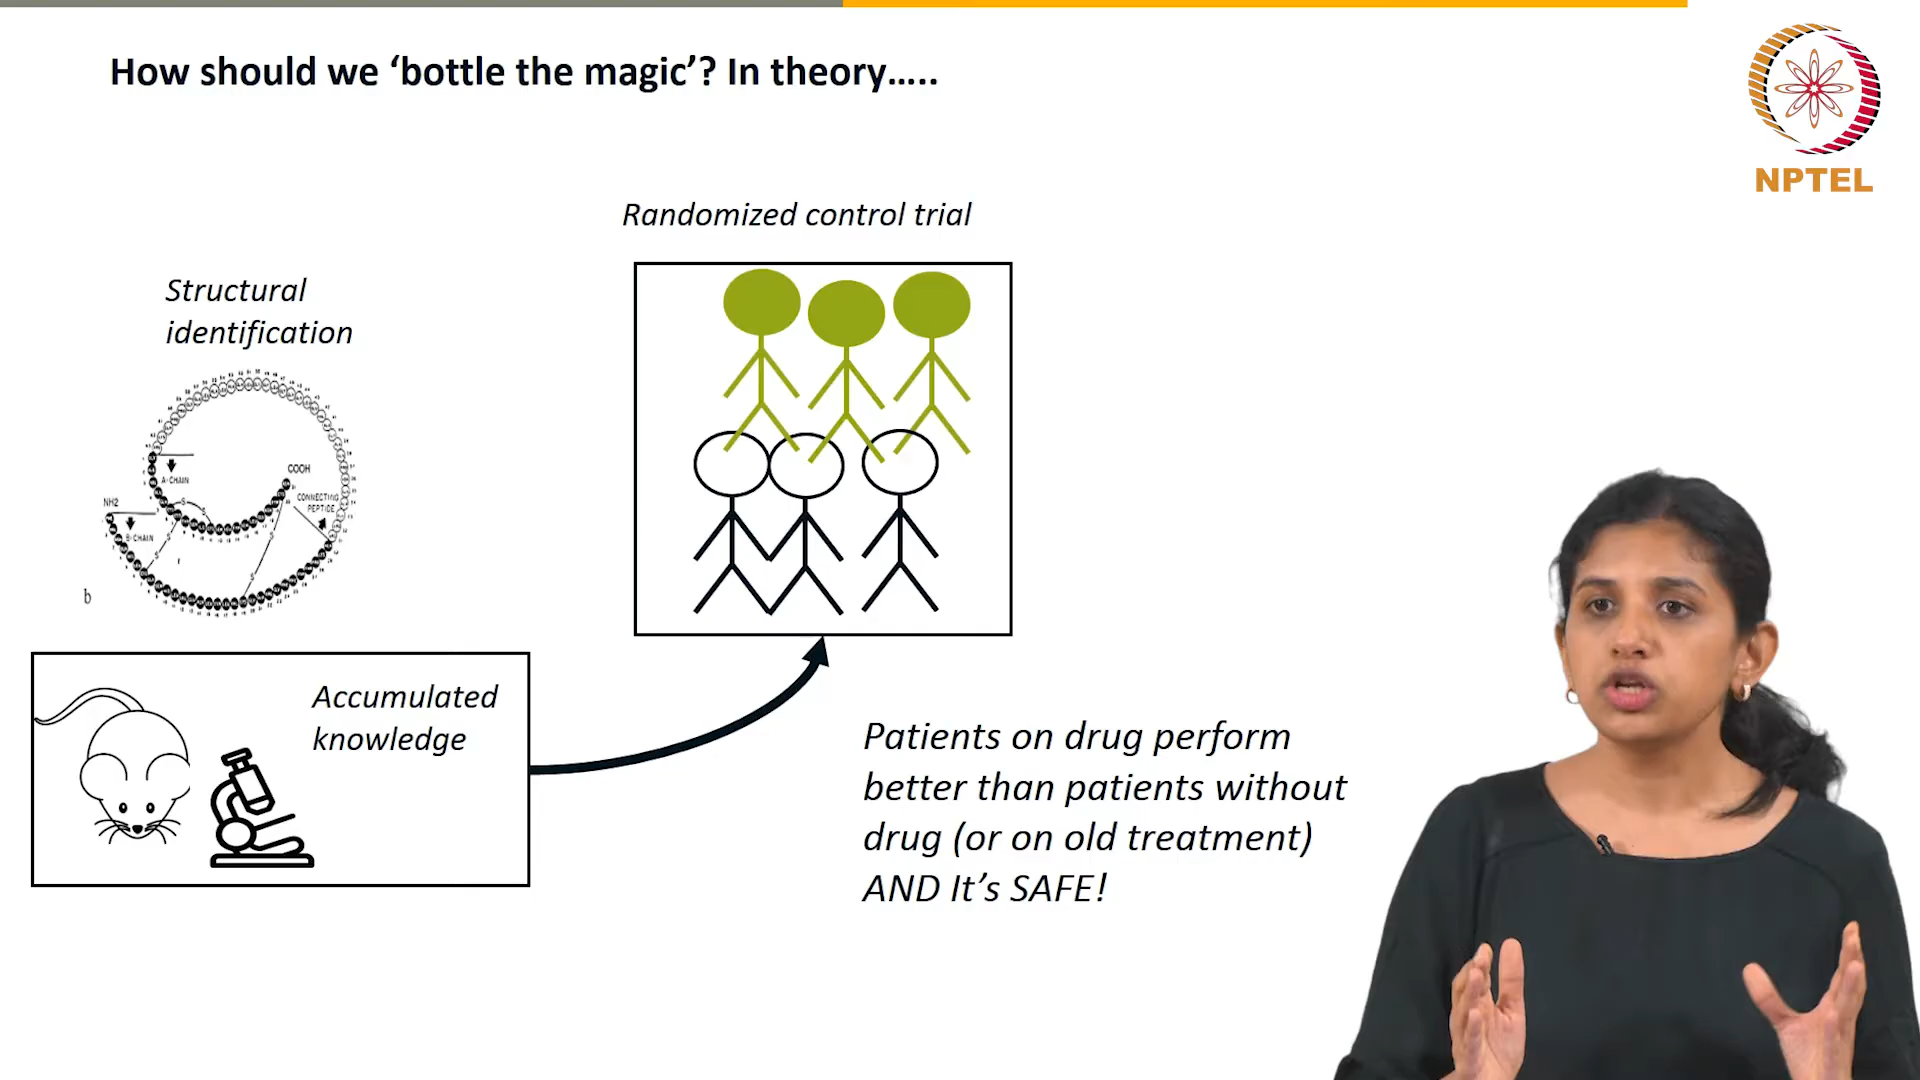 How should we ‘bottle the magic’? In theory…..
NPTEL
Randomized control trial
Structural
identification
COOH
A-CHAIN
NH2
CONNECTING
PEPTIDE
B-CHAIN
S
S
S
S
S
S
b
Accumulated
knowledge
Patients on drug perform
better than patients without
drug (or on old treatment)
AND It’s SAFE!